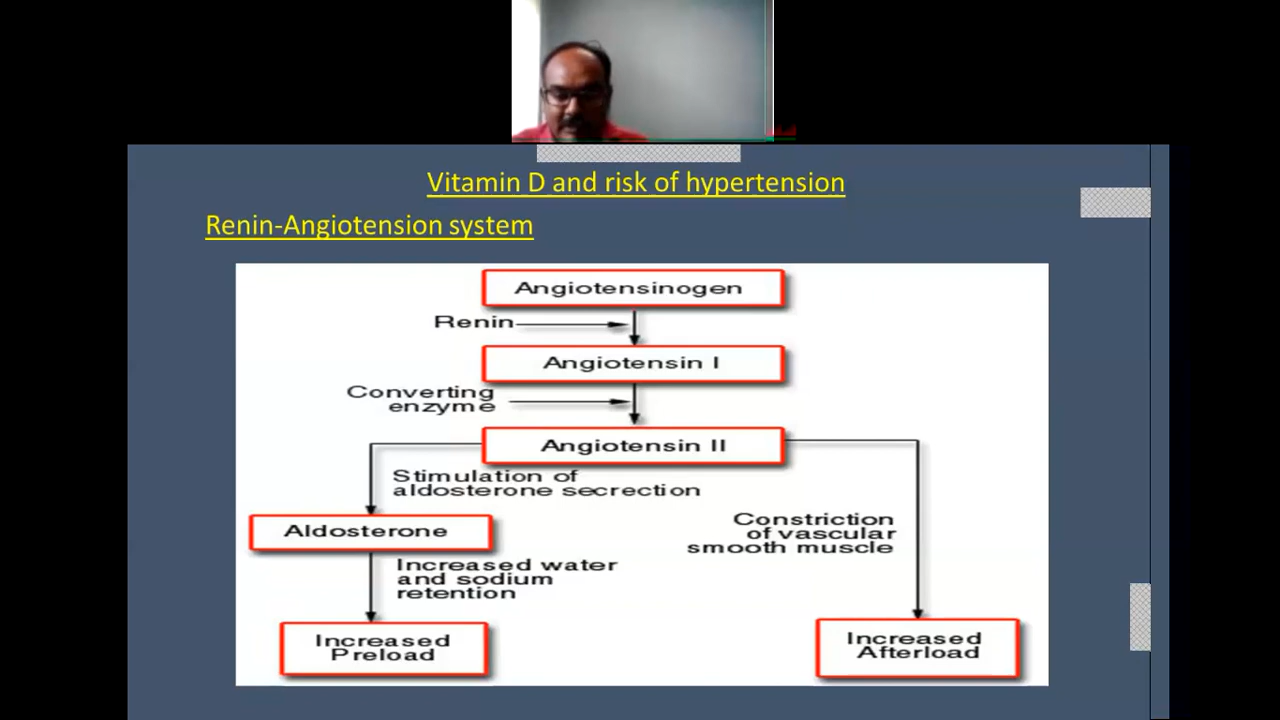 Vitamin D and risk of hypertension
Renin-Angiotension system
Angiotensinogen
Renin
Angiotensin I
Converting
enzyme
Angiotensin II
Stimulation of
aldosterone secrection
Aldosterone
Constriction
of vascular
smooth muscle
Increased water
and sodium
retention
Increased
Preload
Increased
Afterload